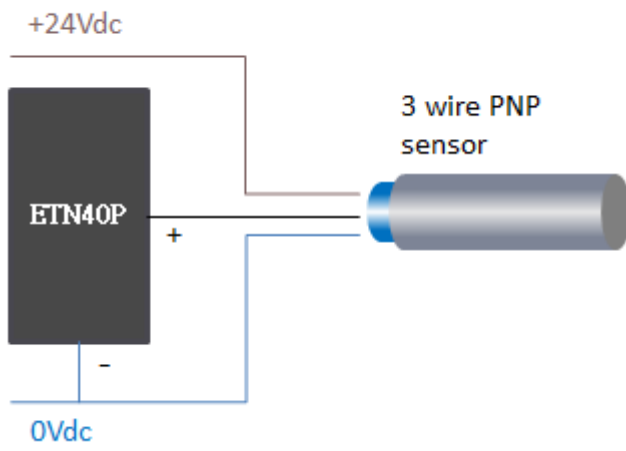 +24Vdc
3 wire PNP
sensor
ETN40P
+
-
0Vdc